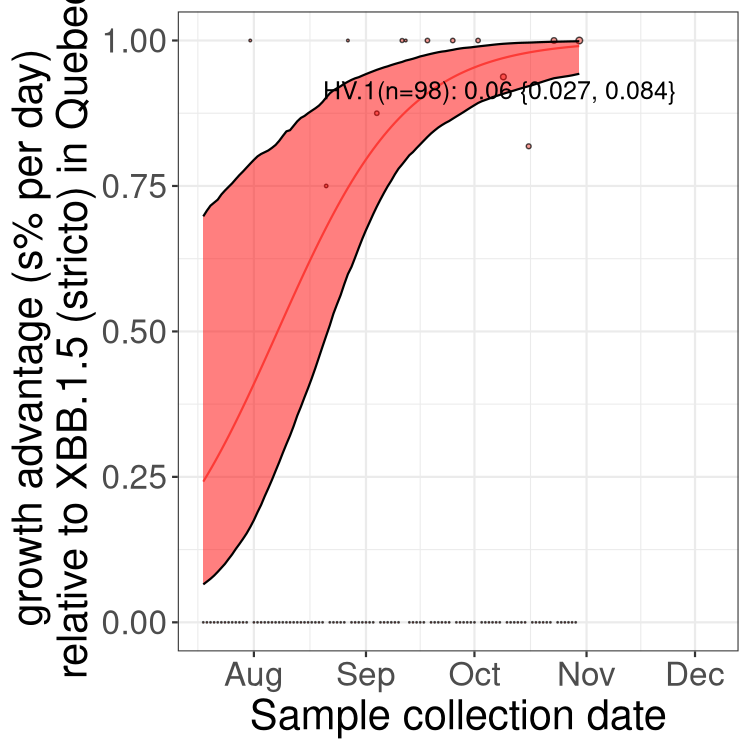 growth advantage (s% per day)
relative to XBB.1.5 (stricto) in Quebec
1.00
0.75
0.50
0.25
0.00
HV.1(n=98): 0.06 {0.027, 0.084}
Aug Sep Oct Nov Dec
Sample collection date